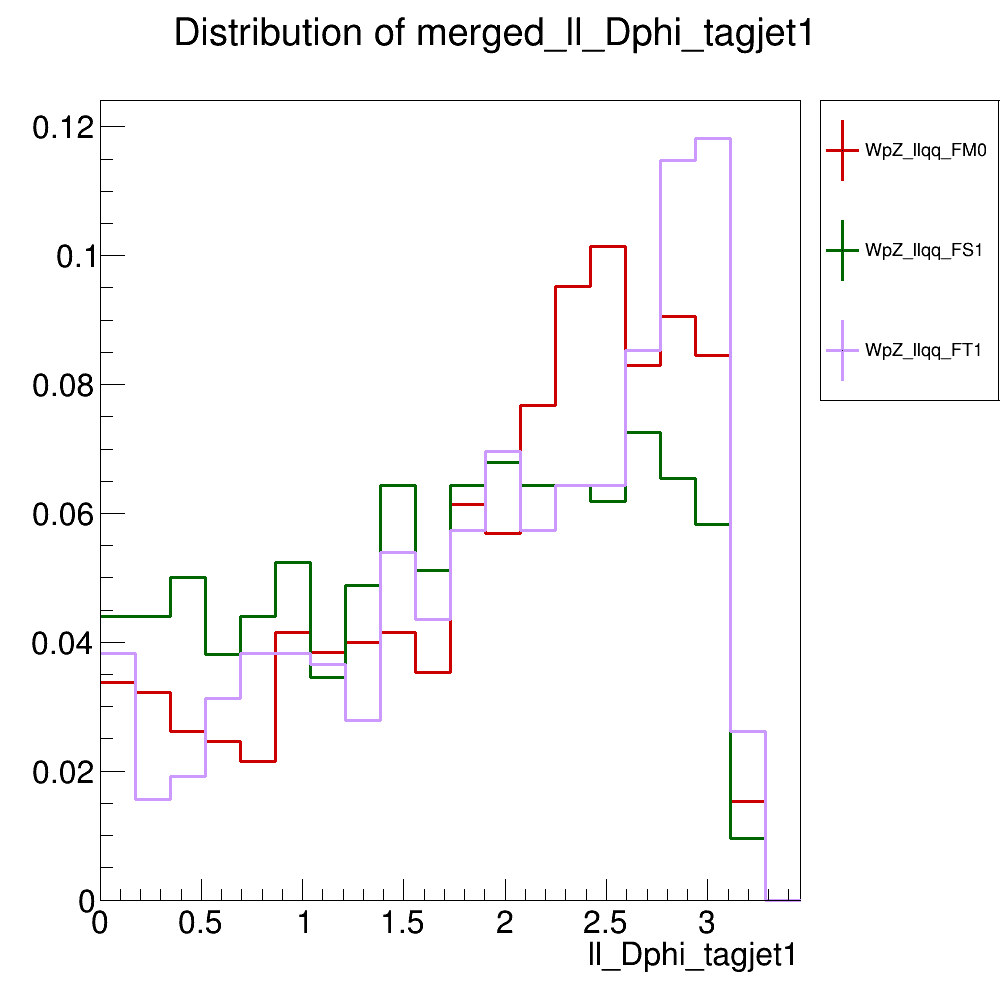 Distribution of merged_ll_Dphi_tagjet1
0.12
0.1
0.08
0.06
0.04
0.02
0
0 0.5 1 1.5 2 2.5 3
ll_Dphi_tagjet1
WpZ_llqq_FM0
WpZ_llqq_FS1
WpZ_llqq_FT1